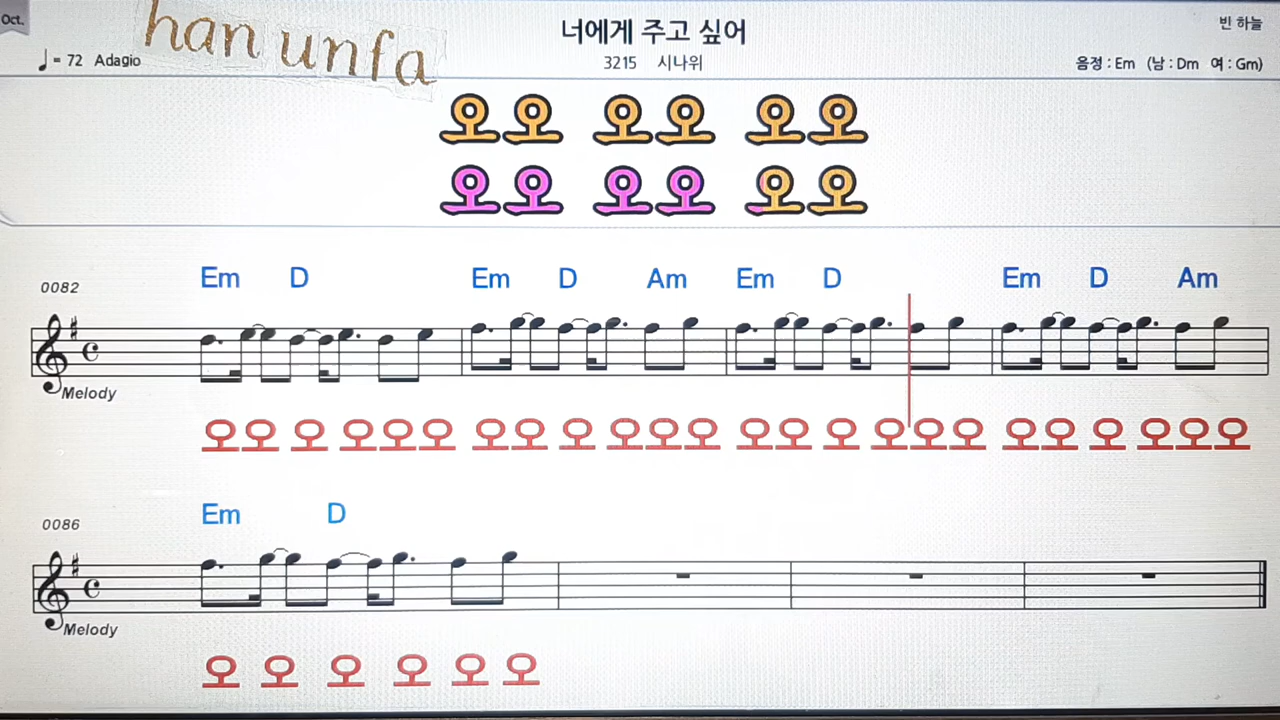 Oct.
han unfa
너에게 주고 싶어
빈 하늘
♩= 72 Adagio
3215 시나위
음정 : Em (남 : Dm 여 : Gm)
오오 오오 오오
오오 오오 오오
0082
Em D Em D Am Em D Em D Am
Melody
오오 오 오오오 오오 오 오오오 오오 오 오오오 오오 오 오오오
0086
Em D
Melody
오 오 오 오 오 오